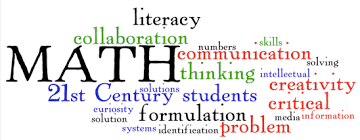 literacy
collaboration
numbers
skills
communication
solving
MATH
thinking
intellectual
creativity
21st Century students
solutions
critical
curiosity
solution
formulation
media
information
systems
identification
problem